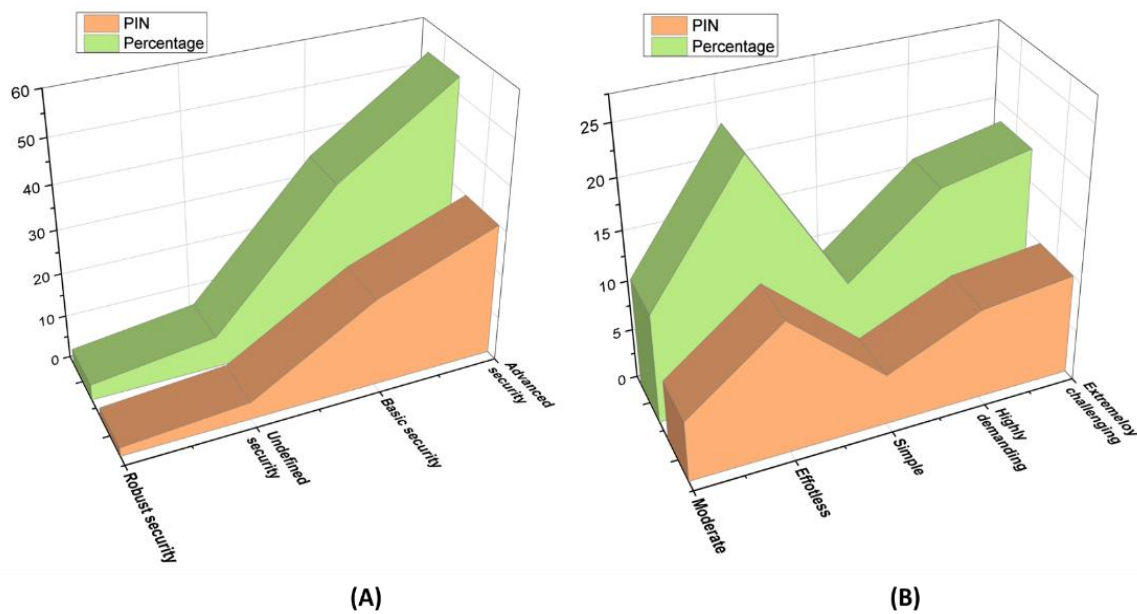 PIN
Percentage
60
50
40
30
20
10
0
Robust security
Undefined
security
Basic security
Advanced
security
(A)
PIN
Percentage
25
20
15
10
5
0
Moderate
Effotless
Simple
Highly
demanding
Extremeloy
challenging
(B)